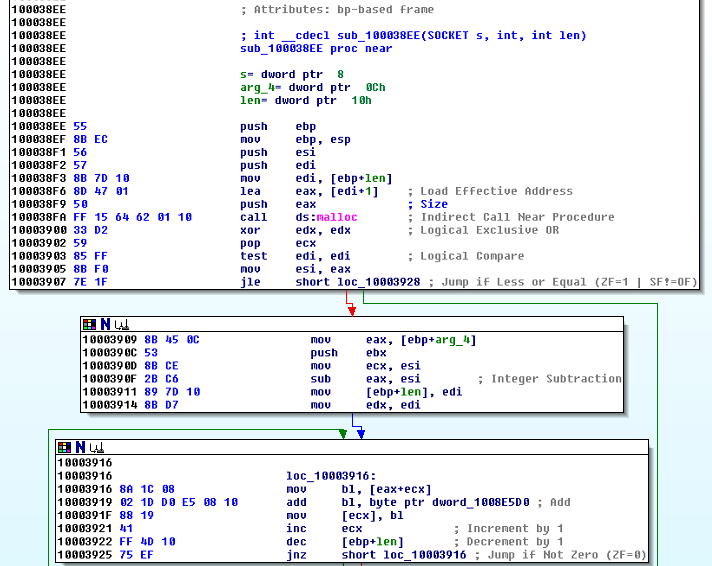 100038EE ; Attributes: bp-based frame
100038EE
100038EE ; int __cdecl sub_100038EE(SOCKET s, int, int len)
100038EE sub_100038EE proc near
100038EE
100038EE s= dword ptr  8
100038EE arg_4= dword ptr  0Ch
100038EE len= dword ptr  10h
100038EE
100038EE 55 push ebp
100038EF 8B EC mov ebp, esp
100038F1 56 push esi
100038F2 57 push edi
100038F3 8B 7D 10 mov edi, [ebp+len]
100038F6 8D 47 01 lea eax, [edi+1] ; Load Effective Address
100038F9 50 push eax ; Size
100038FA FF 15 64 62 01 10 call ds:malloc ; Indirect Call Near Procedure
10003900 33 D2 xor edx, edx ; Logical Exclusive OR
10003902 59 pop ecx
10003903 85 FF test edi, edi ; Logical Compare
10003905 8B F0 mov esi, eax
10003907 7E 1F jle short loc_10003928 ; Jump if Less or Equal (ZF=1 | SF!=OF)
10003909 8B 45 0C mov eax, [ebp+arg_4]
1000390C 53 push ebx
1000390D 8B CE mov ecx, esi
1000390F 2B C6 sub eax, esi ; Integer Subtraction
10003911 89 7D 10 mov [ebp+len], edi
10003914 8B D7 mov edx, edi
10003916
10003916 loc_10003916:
10003916 8A 1C 08 mov bl, [eax+ecx]
10003919 02 1D D0 E5 08 10 add bl, byte ptr dword_1008E5D0 ; Add
1000391F 88 19 mov [ecx], bl
10003921 41 inc ecx ; Increment by 1
10003922 FF 4D 10 dec [ebp+len] ; Decrement by 1
10003925 75 EF jnz short loc_10003916 ; Jump if Not Zero (ZF=0)